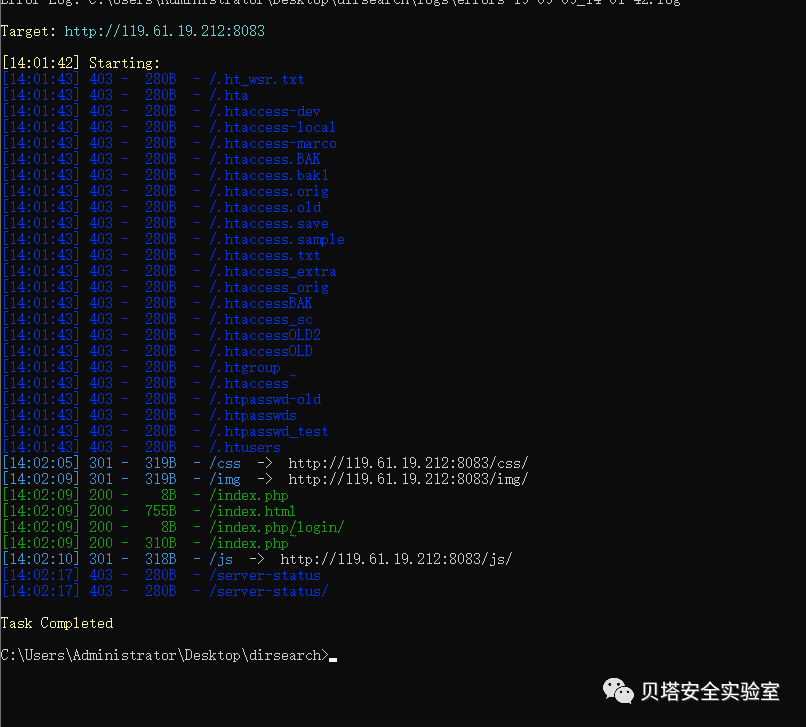 Error Log: C:\Users\Administrator\Desktop\dirsearch\logs\errors-19-09-09_14-01-42.log
Target: http://119.61.19.212:8083
[14:01:42] Starting:
[14:01:43] 403 -  280B  - /.ht_wsr.txt
[14:01:43] 403 -  280B  - /.hta
[14:01:43] 403 -  280B  - /.htaccess-dev
[14:01:43] 403 -  280B  - /.htaccess-local
[14:01:43] 403 -  280B  - /.htaccess-marco
[14:01:43] 403 -  280B  - /.htaccess.BAK
[14:01:43] 403 -  280B  - /.htaccess.bak1
[14:01:43] 403 -  280B  - /.htaccess.orig
[14:01:43] 403 -  280B  - /.htaccess.old
[14:01:43] 403 -  280B  - /.htaccess.save
[14:01:43] 403 -  280B  - /.htaccess.sample
[14:01:43] 403 -  280B  - /.htaccess.txt
[14:01:43] 403 -  280B  - /.htaccess_extra
[14:01:43] 403 -  280B  - /.htaccess_orig
[14:01:43] 403 -  280B  - /.htaccessBAK
[14:01:43] 403 -  280B  - /.htaccess_sc
[14:01:43] 403 -  280B  - /.htaccessOLD2
[14:01:43] 403 -  280B  - /.htaccessOLD
[14:01:43] 403 -  280B  - /.htgroup
[14:01:43] 403 -  280B  - /.htaccess~
[14:01:43] 403 -  280B  - /.htpasswd-old
[14:01:43] 403 -  280B  - /.htpasswds
[14:01:43] 403 -  280B  - /.htpasswd_test
[14:01:43] 403 -  280B  - /.htusers
[14:02:05] 301 -  319B  - /css  ->  http://119.61.19.212:8083/css/
[14:02:09] 301 -  319B  - /img  ->  http://119.61.19.212:8083/img/
[14:02:09] 200 -    8B  - /index.php
[14:02:09] 200 -  755B  - /index.html
[14:02:09] 200 -    8B  - /index.php/login/
[14:02:09] 200 -  310B  - /index.php~
[14:02:10] 301 -  318B  - /js  ->  http://119.61.19.212:8083/js/
[14:02:17] 403 -  280B  - /server-status
[14:02:17] 403 -  280B  - /server-status/
Task Completed
C:\Users\Administrator\Desktop\dirsearch>
贝塔安全实验室